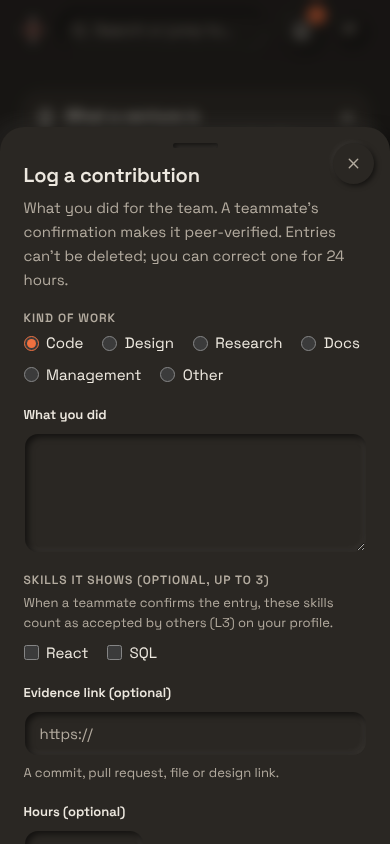 Log a contribution
What you did for the team. A teammate's
confirmation makes it peer-verified. Entries
can't be deleted; you can correct one for 24
hours.
KIND OF WORK
Code Design Research Docs
Management Other
What you did
SKILLS IT SHOWS (OPTIONAL, UP TO 3)
When a teammate confirms the entry, these skills
count as accepted by others (L3) on your profile.
React SQL
Evidence link (optional)
https://
A commit, pull request, file or design link.
Hours (optional)